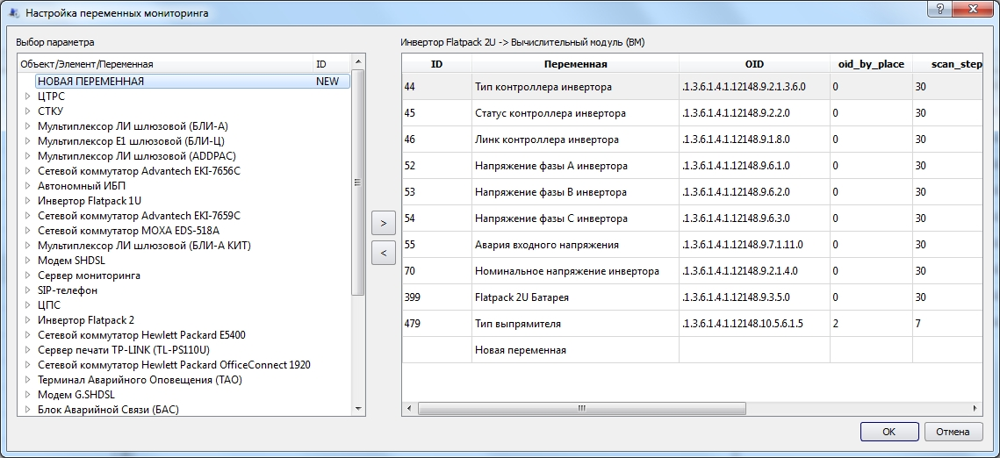 Настройка переменных мониторинга
Выбор параметра
Объект/Элемент/Переменная ID
НОВАЯ ПЕРЕМЕННАЯ NEW
ЦТРС
СТКУ
Мультиплексор ЛИ шлюзовой (БЛИ-А)
Мультиплексор Е1 шлюзовой (БЛИ-Ц)
Мультиплексор ЛИ шлюзовой (ADDPAC)
Сетевой коммутатор Advantech EKI-7656C
Автономный ИБП
Инвертор Flatpack 1U
Сетевой коммутатор Advantech EKI-7659C
Сетевой коммутатор MOXA EDS-518A
Мультиплексор ЛИ шлюзовой (БЛИ-А КИТ)
Модем SHDSL
Сервер мониторинга
SIP-телефон
ЦПС
Инвертор Flatpack 2
Сетевой коммутатор Hewlett Packard E5400
Сервер печати TP-LINK (TL-PS110U)
Сетевой коммутатор Hewlett Packard OfficeConnect 1920
Терминал Аварийного Оповещения (ТАО)
Модем G.SHDSL
Блок Аварийной Связи (БАС)
>
<
Инвертор Flatpack 2U -> Вычислительный модуль (ВМ)
ID Переменная OID oid_by_place scan_step
44 Тип контроллера инвертора .1.3.6.1.4.1.12148.9.2.1.3.6.0 0 30
45 Статус контроллера инвертора .1.3.6.1.4.1.12148.9.2.2.0 0 30
46 Линк контроллера инвертора .1.3.6.1.4.1.12148.9.1.8.0 0 30
52 Напряжение фазы А инвертора .1.3.6.1.4.1.12148.9.6.1.0 0 30
53 Напряжение фазы В инвертора .1.3.6.1.4.1.12148.9.6.2.0 0 30
54 Напряжение фазы С инвертора .1.3.6.1.4.1.12148.9.6.3.0 0 30
55 Авария входного напряжения .1.3.6.1.4.1.12148.9.7.1.11.0 0 30
70 Номинальное напряжение инвертора .1.3.6.1.4.1.12148.9.2.1.4.0 0 30
399 Flatpack 2U Батарея .1.3.6.1.4.1.12148.9.3.5.0 0 30
479 Тип выпрямителя .1.3.6.1.4.1.12148.10.5.6.1.5 2 7
Новая переменная
OK Отмена